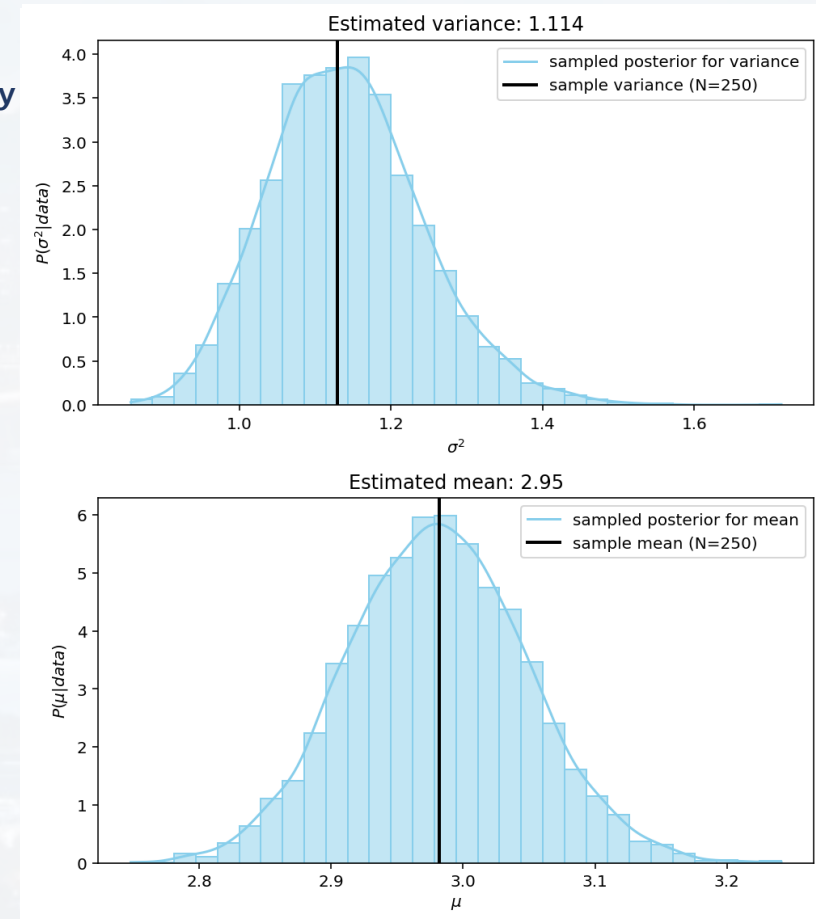 y
Estimated variance: 1.114
sampled posterior for variance
sample variance (N=250)
4.0
3.5
3.0
2.5
2.0
1.5
1.0
0.5
0.0
P(σ²|data)
1.0 1.2 1.4 1.6
σ²
Estimated mean: 2.95
sampled posterior for mean
sample mean (N=250)
6
5
4
3
2
1
0
P(μ|data)
2.8 2.9 3.0 3.1 3.2
μ